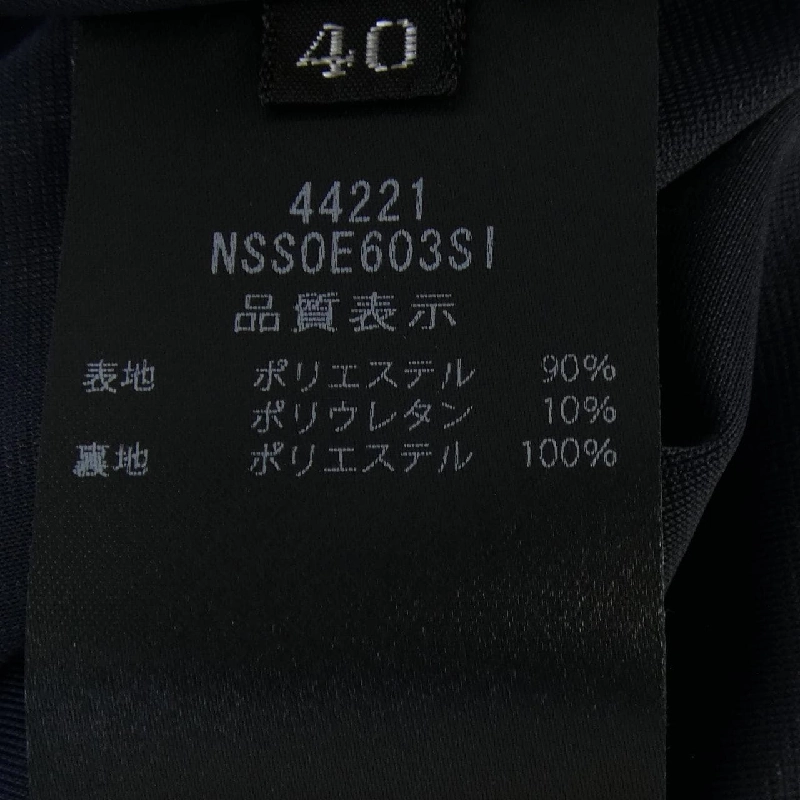 40
44221
NSSOE603SI
品質表示
表地 ポリエステル 90%
ポリウレタン 10%
裏地 ポリエステル 100%